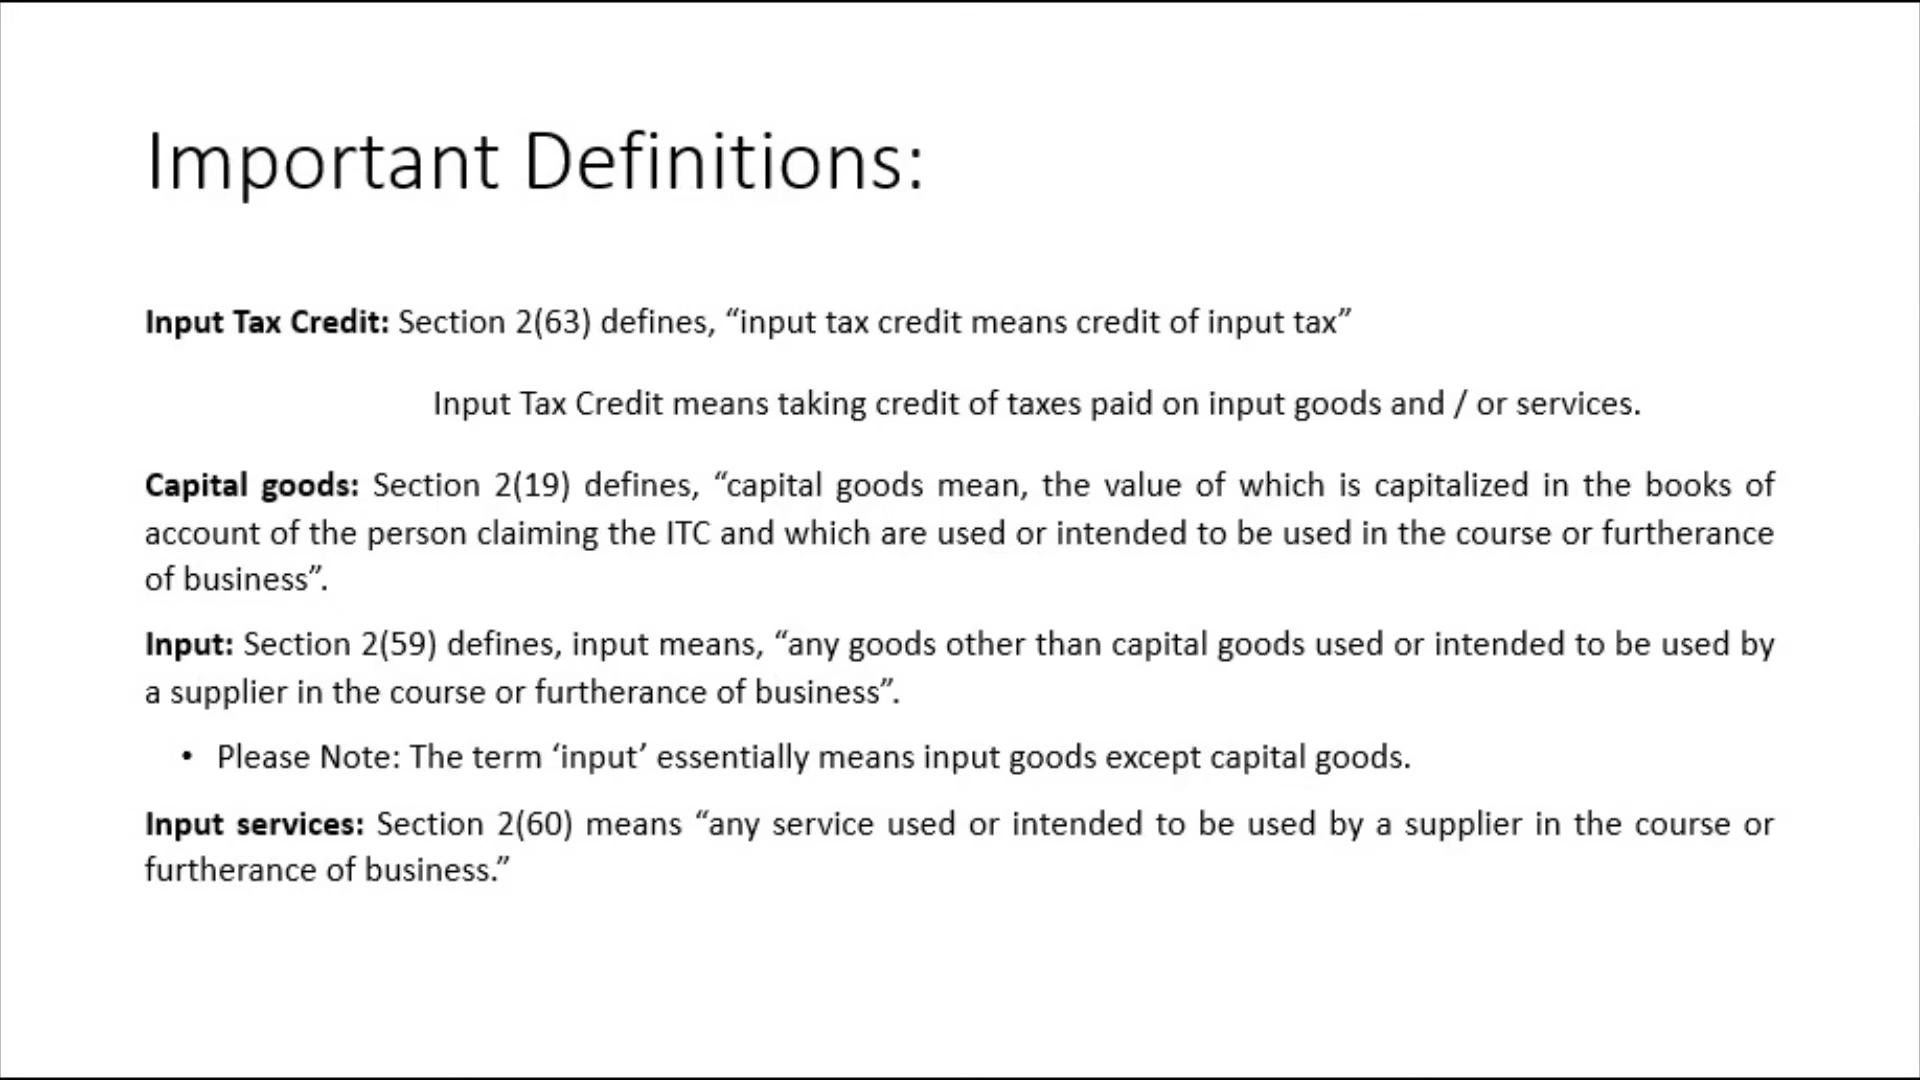 Important Definitions:
Input Tax Credit: Section 2(63) defines, “input tax credit means credit of input tax”
Input Tax Credit means taking credit of taxes paid on input goods and / or services.
Capital goods: Section 2(19) defines, “capital goods mean, the value of which is capitalized in the books of
account of the person claiming the ITC and which are used or intended to be used in the course or furtherance
of business”.
Input: Section 2(59) defines, input means, “any goods other than capital goods used or intended to be used by
a supplier in the course or furtherance of business”.
• Please Note: The term ‘input’ essentially means input goods except capital goods.
Input services: Section 2(60) means “any service used or intended to be used by a supplier in the course or
furtherance of business.”